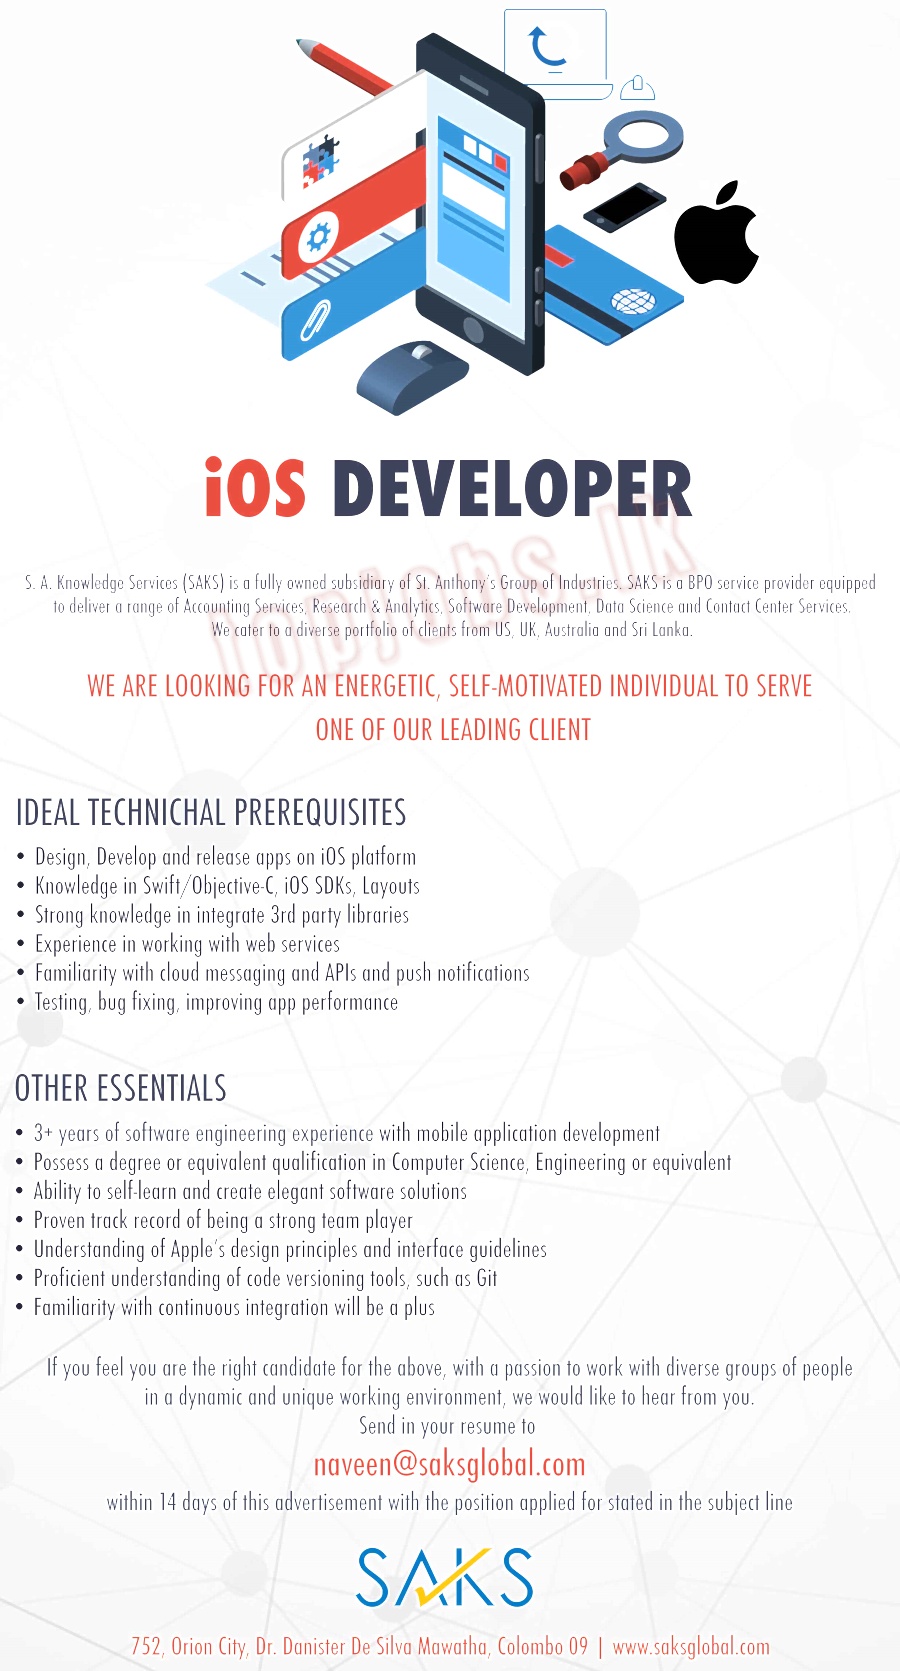 iOS DEVELOPER
topjobs.lk
S. A. Knowledge Services (SAKS) is a fully owned subsidiary of St. Anthony's Group of Industries. SAKS is a BPO service provider equipped
to deliver a range of Accounting Services, Research & Analytics, Software Development, Data Science and Contact Center Services.
We cater to a diverse portfolio of clients from US, UK, Australia and Sri Lanka.
WE ARE LOOKING FOR AN ENERGETIC, SELF-MOTIVATED INDIVIDUAL TO SERVE
ONE OF OUR LEADING CLIENT
IDEAL TECHNICHAL PREREQUISITES
• Design, Develop and release apps on iOS platform
• Knowledge in Swift/Objective-C, iOS SDKs, Layouts
• Strong knowledge in integrate 3rd party libraries
• Experience in working with web services
• Familiarity with cloud messaging and APIs and push notifications
• Testing, bug fixing, improving app performance
OTHER ESSENTIALS
• 3+ years of software engineering experience with mobile application development
• Possess a degree or equivalent qualification in Computer Science, Engineering or equivalent
• Ability to self-learn and create elegant software solutions
• Proven track record of being a strong team player
• Understanding of Apple's design principles and interface guidelines
• Proficient understanding of code versioning tools, such as Git
• Familiarity with continuous integration will be a plus
If you feel you are the right candidate for the above, with a passion to work with diverse groups of people
in a dynamic and unique working environment, we would like to hear from you.
Send in your resume to
naveen@saksglobal.com
within 14 days of this advertisement with the position applied for stated in the subject line
SAKS
752, Orion City, Dr. Danister De Silva Mawatha, Colombo 09 | www.saksglobal.com